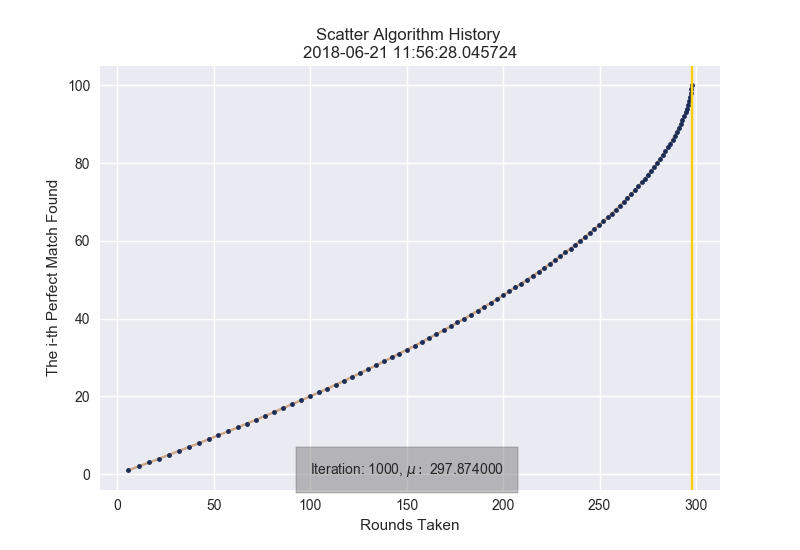 Scatter Algorithm History
2018-06-21 11:56:28.045724
The i-th Perfect Match Found
100
80
60
40
20
0
Iteration: 1000, μ: 297.874000
0 50 100 150 200 250 300
Rounds Taken